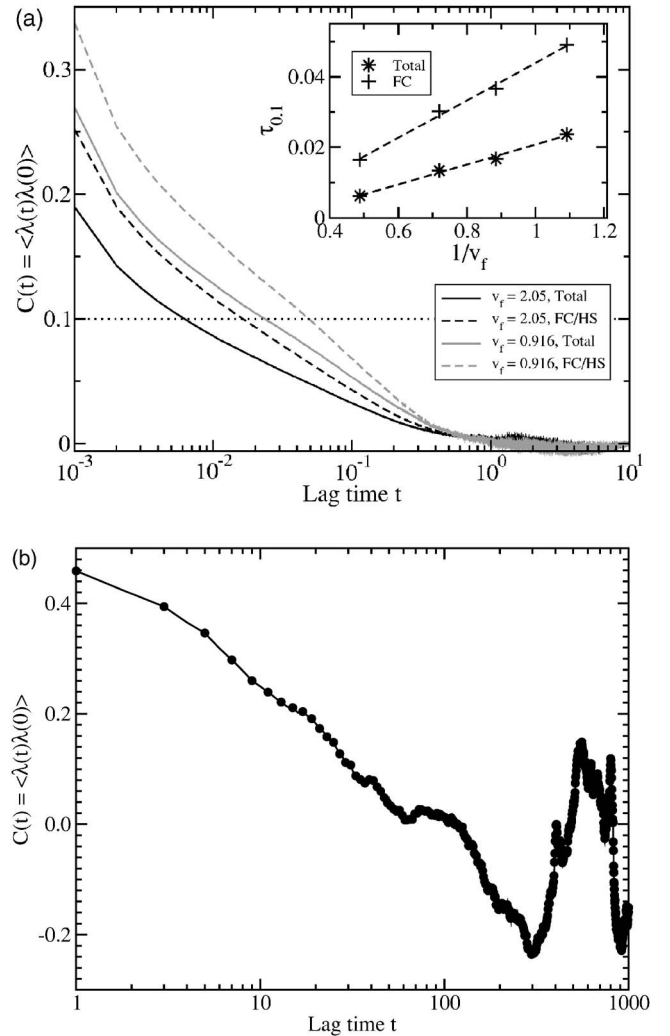 (a)
C(t) = <λ(t)λ(0)>
0.3
0.2
0.1
0
10⁻³ 10⁻² 10⁻¹ 10⁰ 10¹
Lag time t
τ0.1
0.04
0.02
0
0.4 0.6 0.8 1 1.2
1/vf
Total
FC
vf = 2.05, Total
vf = 2.05, FC/HS
vf = 0.916, Total
vf = 0.916, FC/HS
(b)
C(t) = <λ(t)λ(0)>
0.4
0.2
0.0
-0.2
1 10 100 1000
Lag time t